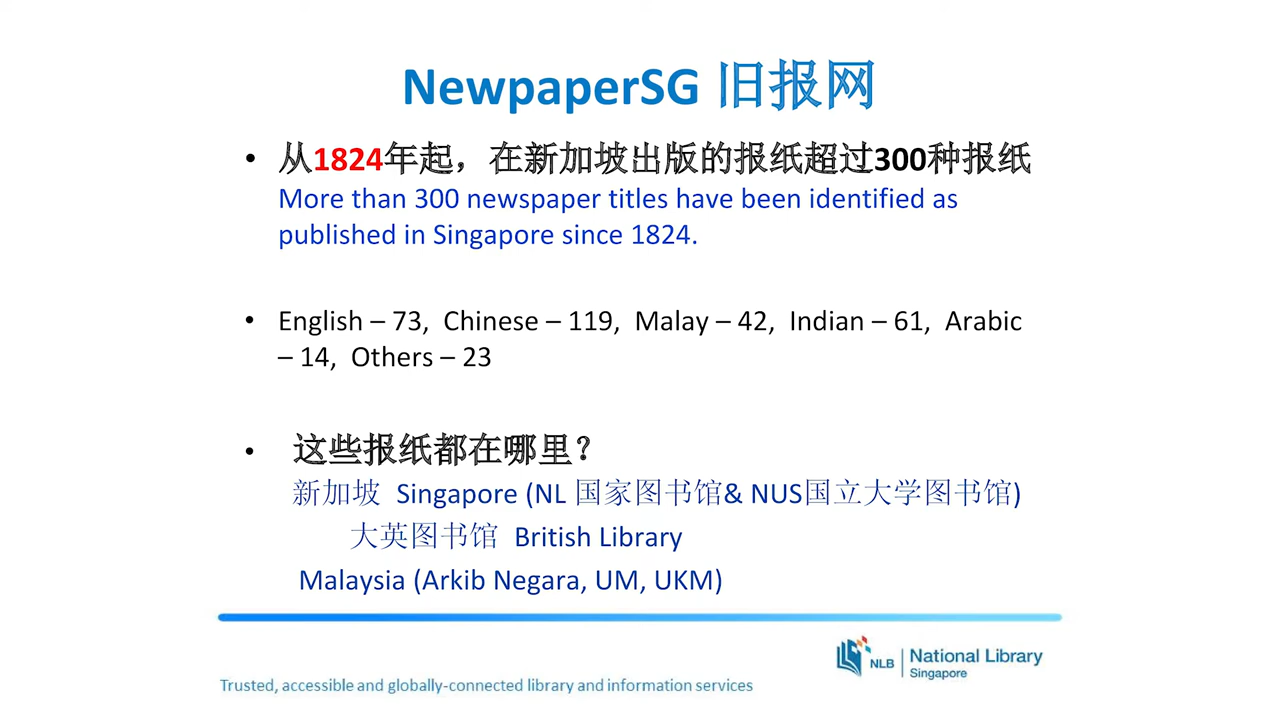 NewpaperSG 旧报网
• 从1824年起，在新加坡出版的报纸超过300种报纸
More than 300 newspaper titles have been identified as
published in Singapore since 1824.
• English – 73, Chinese – 119, Malay – 42, Indian – 61, Arabic
– 14, Others – 23
• 这些报纸都在哪里？
新加坡 Singapore (NL 国家图书馆& NUS国立大学图书馆)
大英图书馆 British Library
Malaysia (Arkib Negara, UM, UKM)
NLB National Library
Singapore
Trusted, accessible and globally-connected library and information services